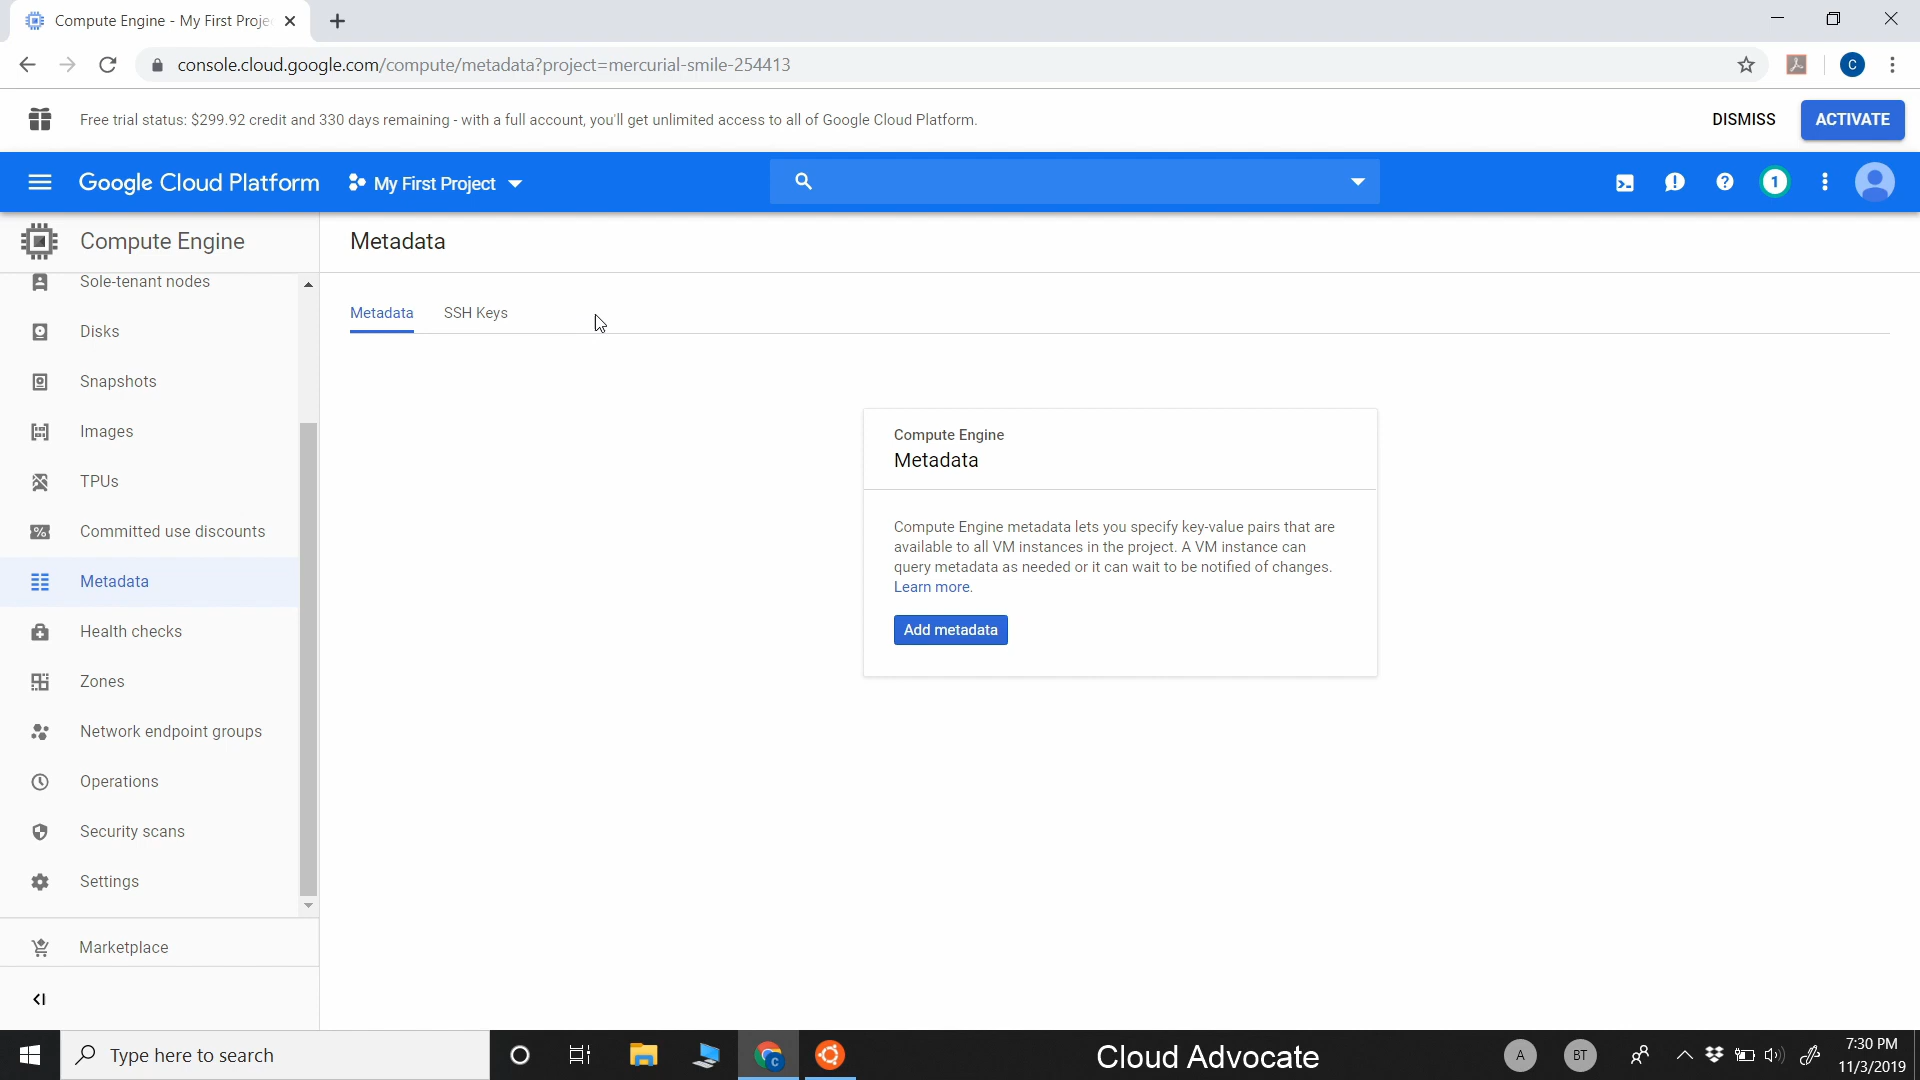 Compute Engine - My First Proje
console.cloud.google.com/compute/metadata?project=mercurial-smile-254413
C
Free trial status: $299.92 credit and 330 days remaining - with a full account, you'll get unlimited access to all of Google Cloud Platform.
DISMISS
ACTIVATE
Google Cloud Platform
My First Project
1
Compute Engine
Metadata
Sole-tenant nodes
Disks
Snapshots
Images
TPUs
Committed use discounts
Metadata
Health checks
Zones
Network endpoint groups
Operations
Security scans
Settings
Marketplace
Metadata
SSH Keys
Compute Engine
Metadata
Compute Engine metadata lets you specify key-value pairs that are
available to all VM instances in the project. A VM instance can
query metadata as needed or it can wait to be notified of changes.
Learn more.
Add metadata
Type here to search
C
Cloud Advocate
A
BT
7:30 PM
11/3/2019